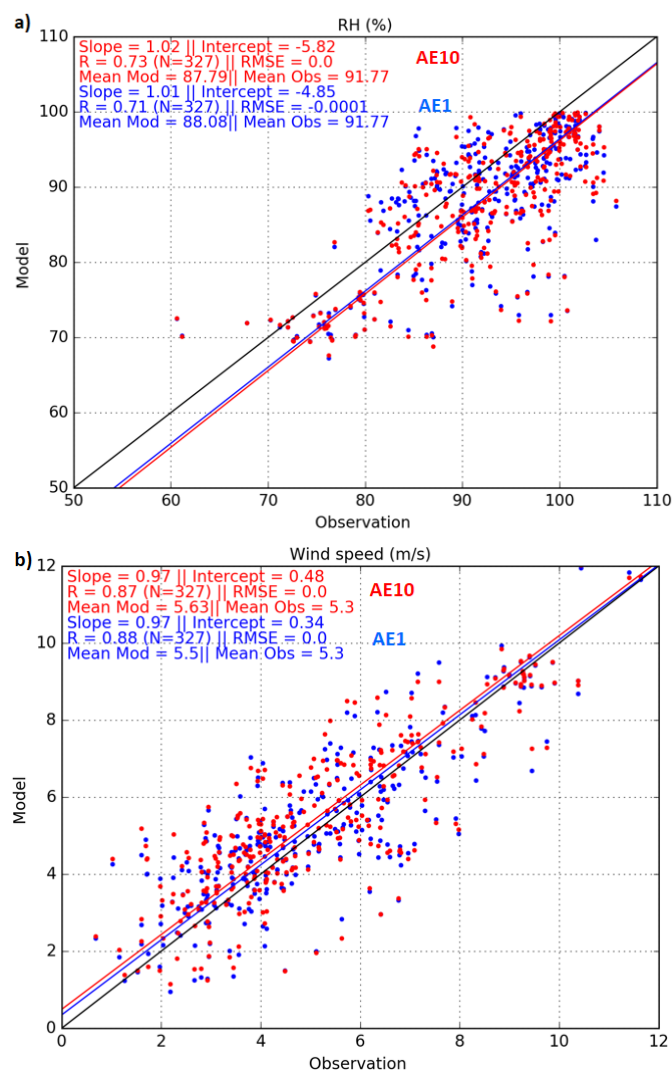 a)
RH (%)
Slope = 1.02 || Intercept = -5.82
R = 0.73 (N=327) || RMSE = 0.0
Mean Mod = 87.79|| Mean Obs = 91.77
AE10
Slope = 1.01 || Intercept = -4.85
R = 0.71 (N=327) || RMSE = -0.0001
Mean Mod = 88.08|| Mean Obs = 91.77
AE1
110
100
90
80
70
60
50
Model
50 60 70 80 90 100 110
Observation
b)
Wind speed (m/s)
Slope = 0.97 || Intercept = 0.48
R = 0.87 (N=327) || RMSE = 0.0
Mean Mod = 5.63|| Mean Obs = 5.3
AE10
Slope = 0.97 || Intercept = 0.34
R = 0.88 (N=327) || RMSE = 0.0
Mean Mod = 5.5|| Mean Obs = 5.3
AE1
12
10
8
6
4
2
0
Model
0 2 4 6 8 10 12
Observation